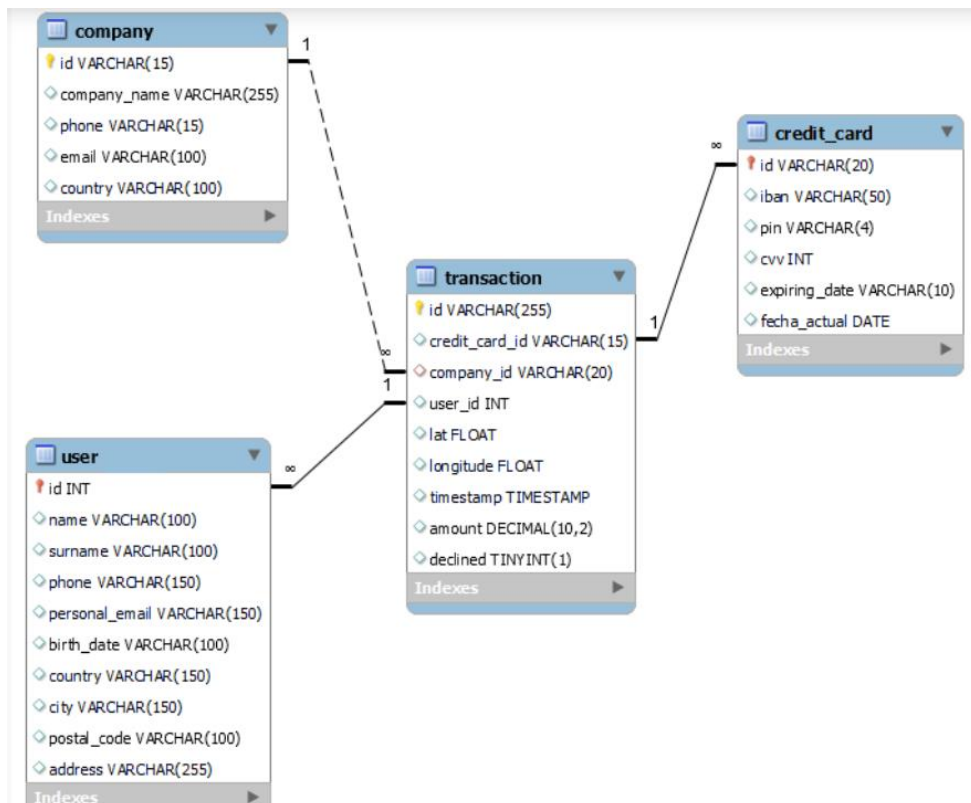 company
id VARCHAR(15)
company_name VARCHAR(255)
phone VARCHAR(15)
email VARCHAR(100)
country VARCHAR(100)
Indexes
1
∞
credit_card
id VARCHAR(20)
iban VARCHAR(50)
pin VARCHAR(4)
cvv INT
expiring_date VARCHAR(10)
fecha_actual DATE
Indexes
∞
1
transaction
id VARCHAR(255)
credit_card_id VARCHAR(15)
company_id VARCHAR(20)
user_id INT
lat FLOAT
longitude FLOAT
timestamp TIMESTAMP
amount DECIMAL(10,2)
declined TINYINT(1)
Indexes
1
∞
user
id INT
name VARCHAR(100)
surname VARCHAR(100)
phone VARCHAR(150)
personal_email VARCHAR(150)
birth_date VARCHAR(100)
country VARCHAR(150)
city VARCHAR(150)
postal_code VARCHAR(100)
address VARCHAR(255)
Indexes